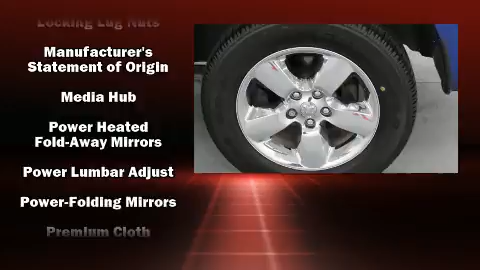 Locking Lug Nuts
Manufacturer's
Statement of Origin
Media Hub
Power Heated
Fold-Away Mirrors
Power Lumbar Adjust
Power-Folding Mirrors
Premium Cloth